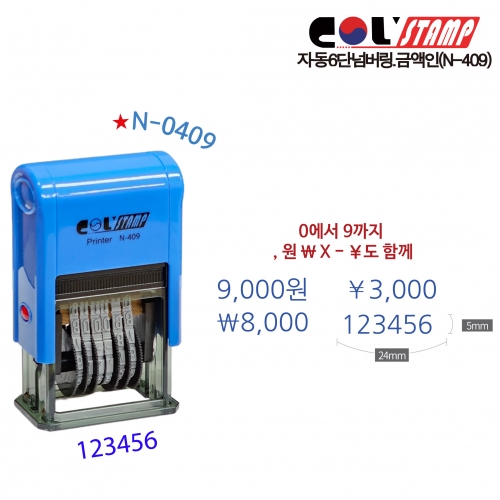 COL'STAMP
자동6단넘버링.금액인(N-409)
★N-0409
COL'STAMP
Printer N-409
0에서 9까지
, 원 ₩ X - ¥도 함께
9,000원 ¥3,000
₩8,000 123456
5mm
24mm
123456